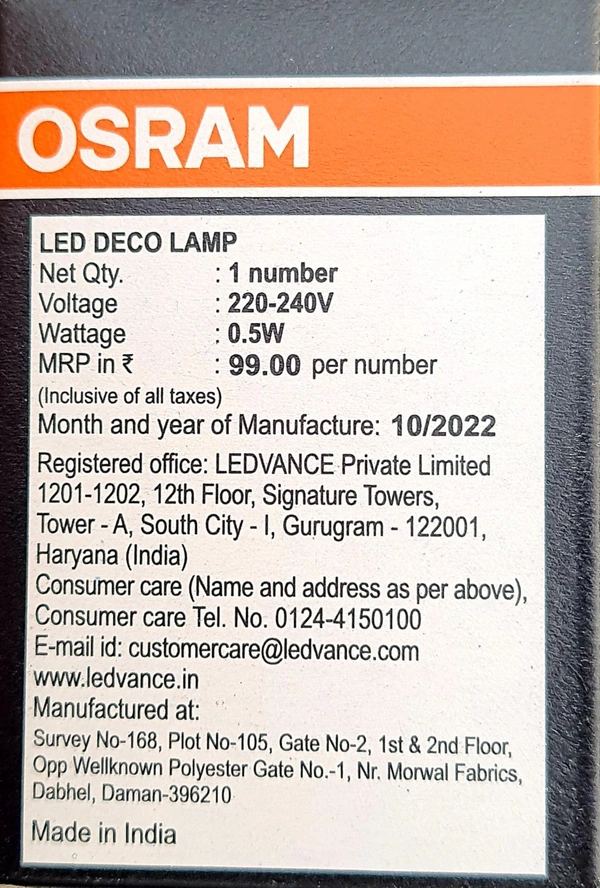 OSRAM
LED DECO LAMP
Net Qty. : 1 number
Voltage : 220-240V
Wattage : 0.5W
MRP in ₹ : 99.00 per number
(Inclusive of all taxes)
Month and year of Manufacture: 10/2022
Registered office: LEDVANCE Private Limited
1201-1202, 12th Floor, Signature Towers,
Tower - A, South City - I, Gurugram - 122001,
Haryana (India)
Consumer care (Name and address as per above),
Consumer care Tel. No. 0124-4150100
E-mail id: customercare@ledvance.com
www.ledvance.in
Manufactured at:
Survey No-168, Plot No-105, Gate No-2, 1st & 2nd Floor,
Opp Wellknown Polyester Gate No.-1, Nr. Morwal Fabrics,
Dabhel, Daman-396210
Made in India